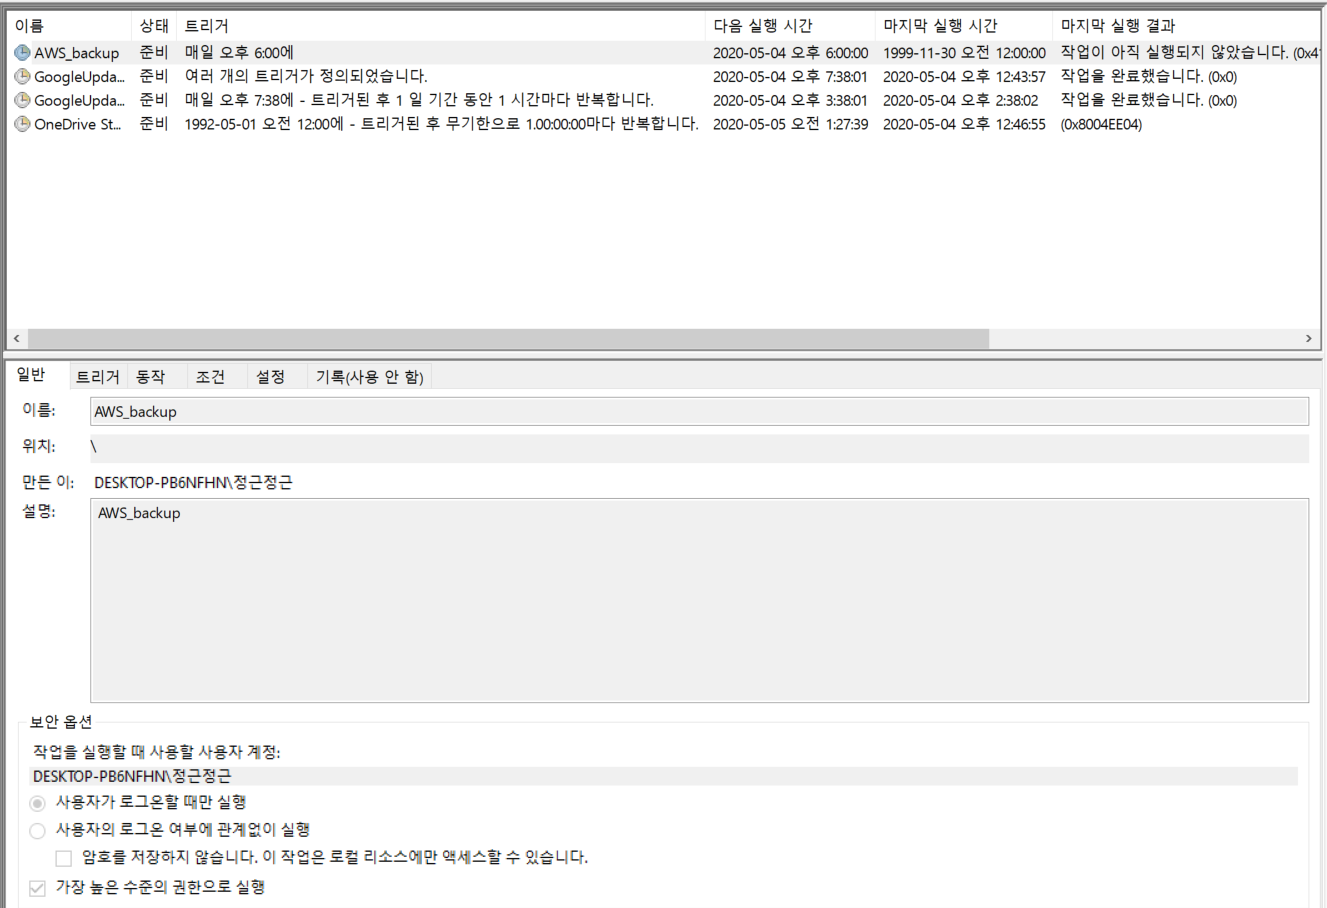 이름 상태 트리거 다음 실행 시간 마지막 실행 시간 마지막 실행 결과
AWS_backup 준비 매일 오후 6:00에 2020-05-04 오후 6:00:00 1999-11-30 오전 12:00:00 작업이 아직 실행되지 않았습니다. (0x4
GoogleUpda... 준비 여러 개의 트리거가 정의되었습니다. 2020-05-04 오후 7:38:01 2020-05-04 오후 12:43:57 작업을 완료했습니다. (0x0)
GoogleUpda... 준비 매일 오후 7:38에 - 트리거된 후 1 일 기간 동안 1 시간마다 반복합니다. 2020-05-04 오후 3:38:01 2020-05-04 오후 2:38:02 작업을 완료했습니다. (0x0)
OneDrive St... 준비 1992-05-01 오전 12:00에 - 트리거된 후 무기한으로 1.00:00:00마다 반복합니다. 2020-05-05 오전 1:27:39 2020-05-04 오후 12:46:55 (0x8004EE04)
일반 트리거 동작 조건 설정 기록(사용 안 함)
이름: AWS_backup
위치: \
만든 이: DESKTOP-PB6NFHN\정근정근
설명: AWS_backup
보안 옵션
작업을 실행할 때 사용할 사용자 계정:
DESKTOP-PB6NFHN\정근정근
사용자가 로그온할 때만 실행
사용자의 로그온 여부에 관계없이 실행
암호를 저장하지 않습니다. 이 작업은 로컬 리소스에만 액세스할 수 있습니다.
가장 높은 수준의 권한으로 실행